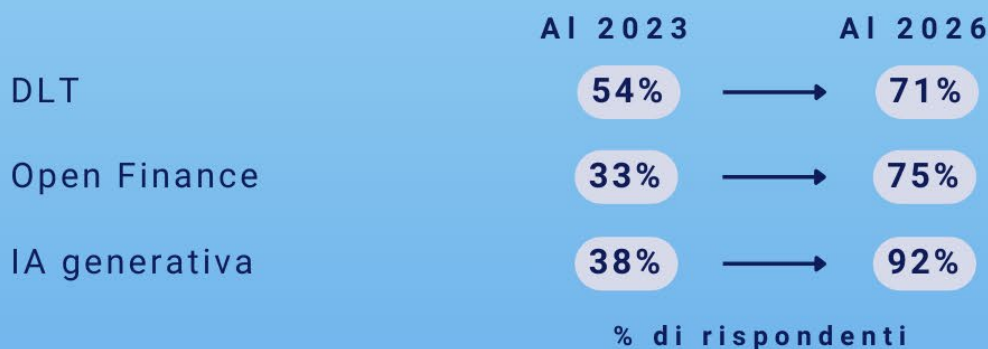 Al 2023 Al 2026
DLT 54% 71%
Open Finance 33% 75%
IA generativa 38% 92%
% di rispondenti